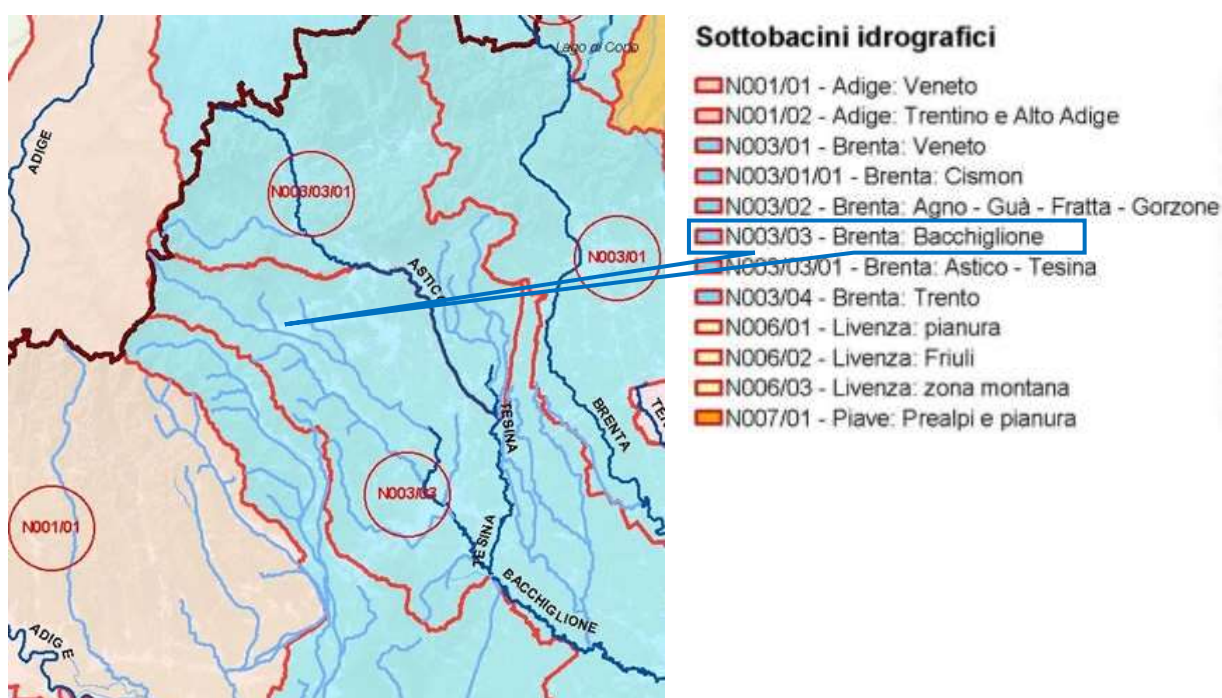 Lago di Corlo
ADIGE
N003/03/01
N003/01
ASTICO
TESINA
BRENTA
N003/03
N001/01
TESINA
BACCHIGLIONE
ADIGE
Sottobacini idrografici
N001/01 - Adige: Veneto
N001/02 - Adige: Trentino e Alto Adige
N003/01 - Brenta: Veneto
N003/01/01 - Brenta: Cismon
N003/02 - Brenta: Agno - Guà - Fratta - Gorzone
N003/03 - Brenta: Bacchiglione
N003/03/01 - Brenta: Astico - Tesina
N003/04 - Brenta: Trento
N006/01 - Livenza: pianura
N006/02 - Livenza: Friuli
N006/03 - Livenza: zona montana
N007/01 - Piave: Prealpi e pianura